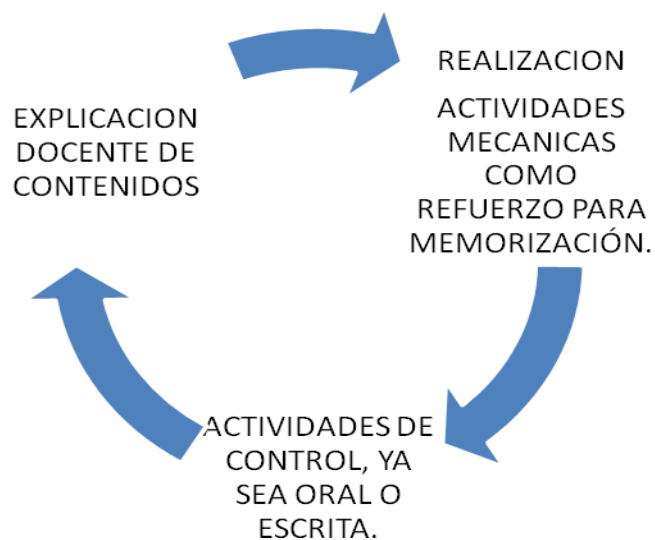 EXPLICACION
DOCENTE DE
CONTENIDOS
REALIZACION
ACTIVIDADES
MECANICAS
COMO
REFUERZO PARA
MEMORIZACIÓN.
ACTIVIDADES DE
CONTROL, YA
SEA ORAL O
ESCRITA.